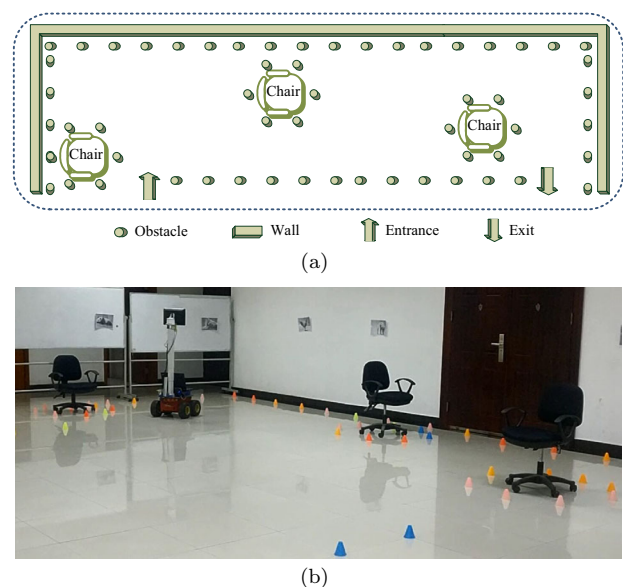 Chair
Chair
Chair
Obstacle
Wall
Entrance
Exit
(a)
(b)